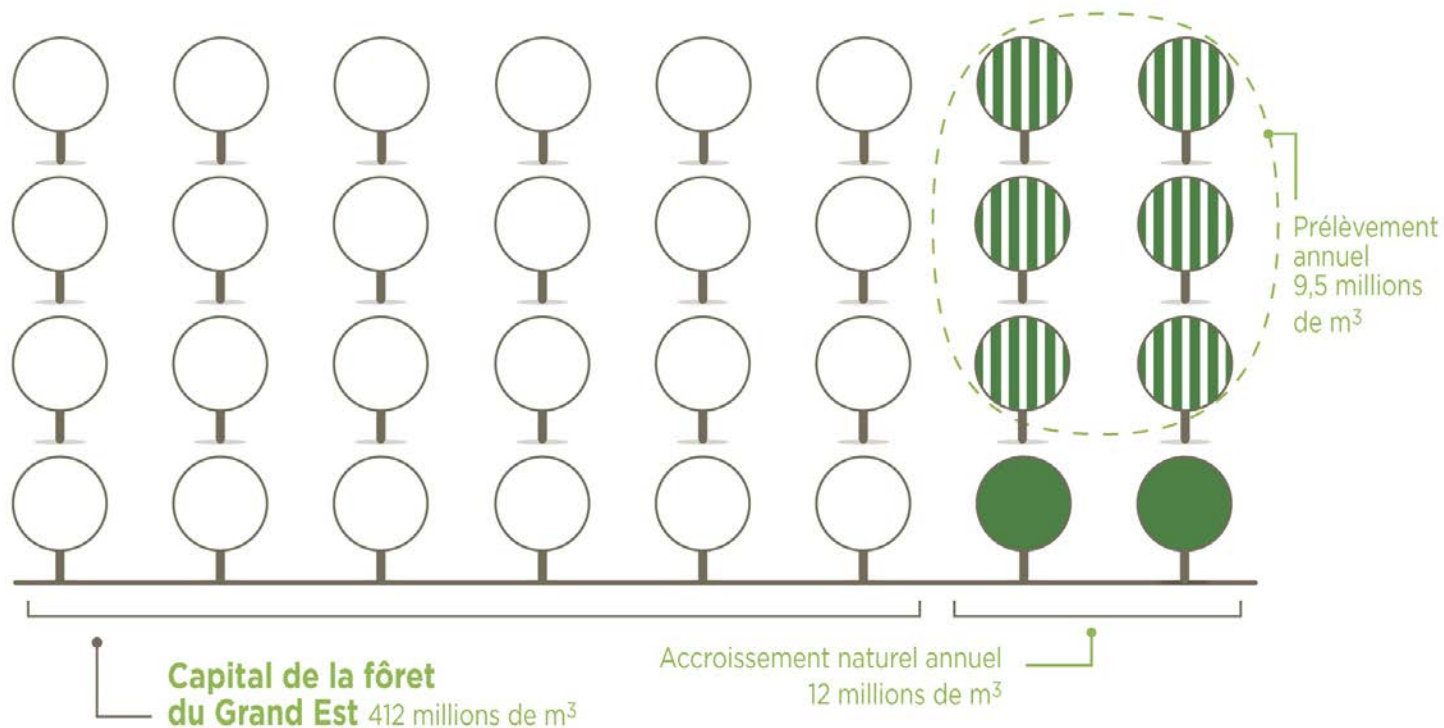 Prélèvement
annuel
9,5 millions
de m³
Capital de la fôret
du Grand Est 412 millions de m³
Accroissement naturel annuel
12 millions de m³